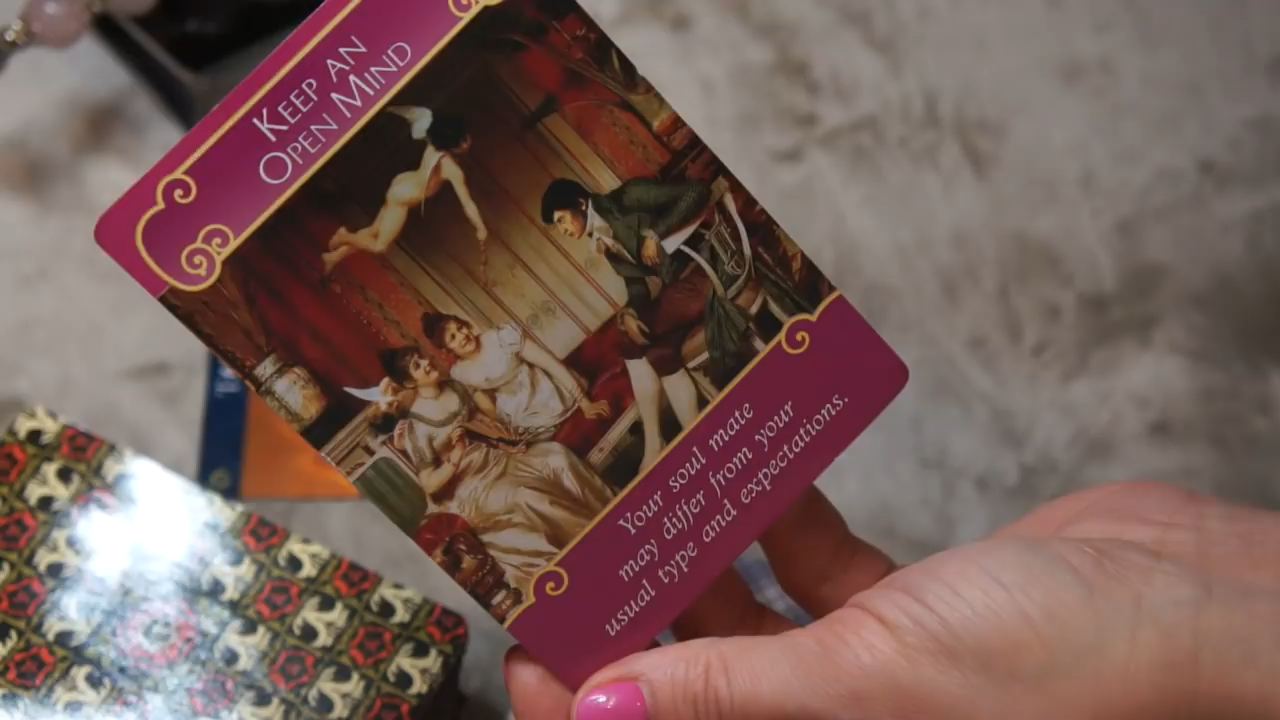 KEEP AN
OPEN MIND
Your soul mate
may differ from your
usual type and expectations.